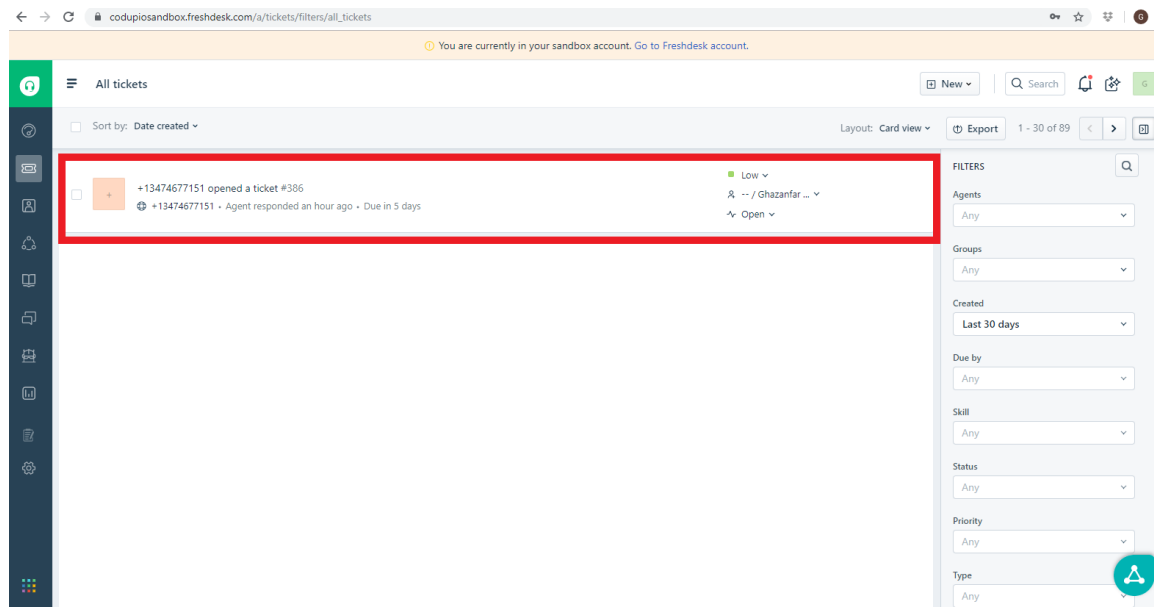 codupiosandbox.freshdesk.com/a/tickets/filters/all_tickets
G
You are currently in your sandbox account. Go to Freshdesk account.
All tickets
New
Search
G
Sort by: Date created
Layout: Card view
Export
1 - 30 of 89
+13474677151 opened a ticket #386
+13474677151 • Agent responded an hour ago • Due in 5 days
+
Low
-- / Ghazanfar ...
Open
FILTERS
Agents
Any
Groups
Any
Created
Last 30 days
Due by
Any
Skill
Any
Status
Any
Priority
Any
Type
Any